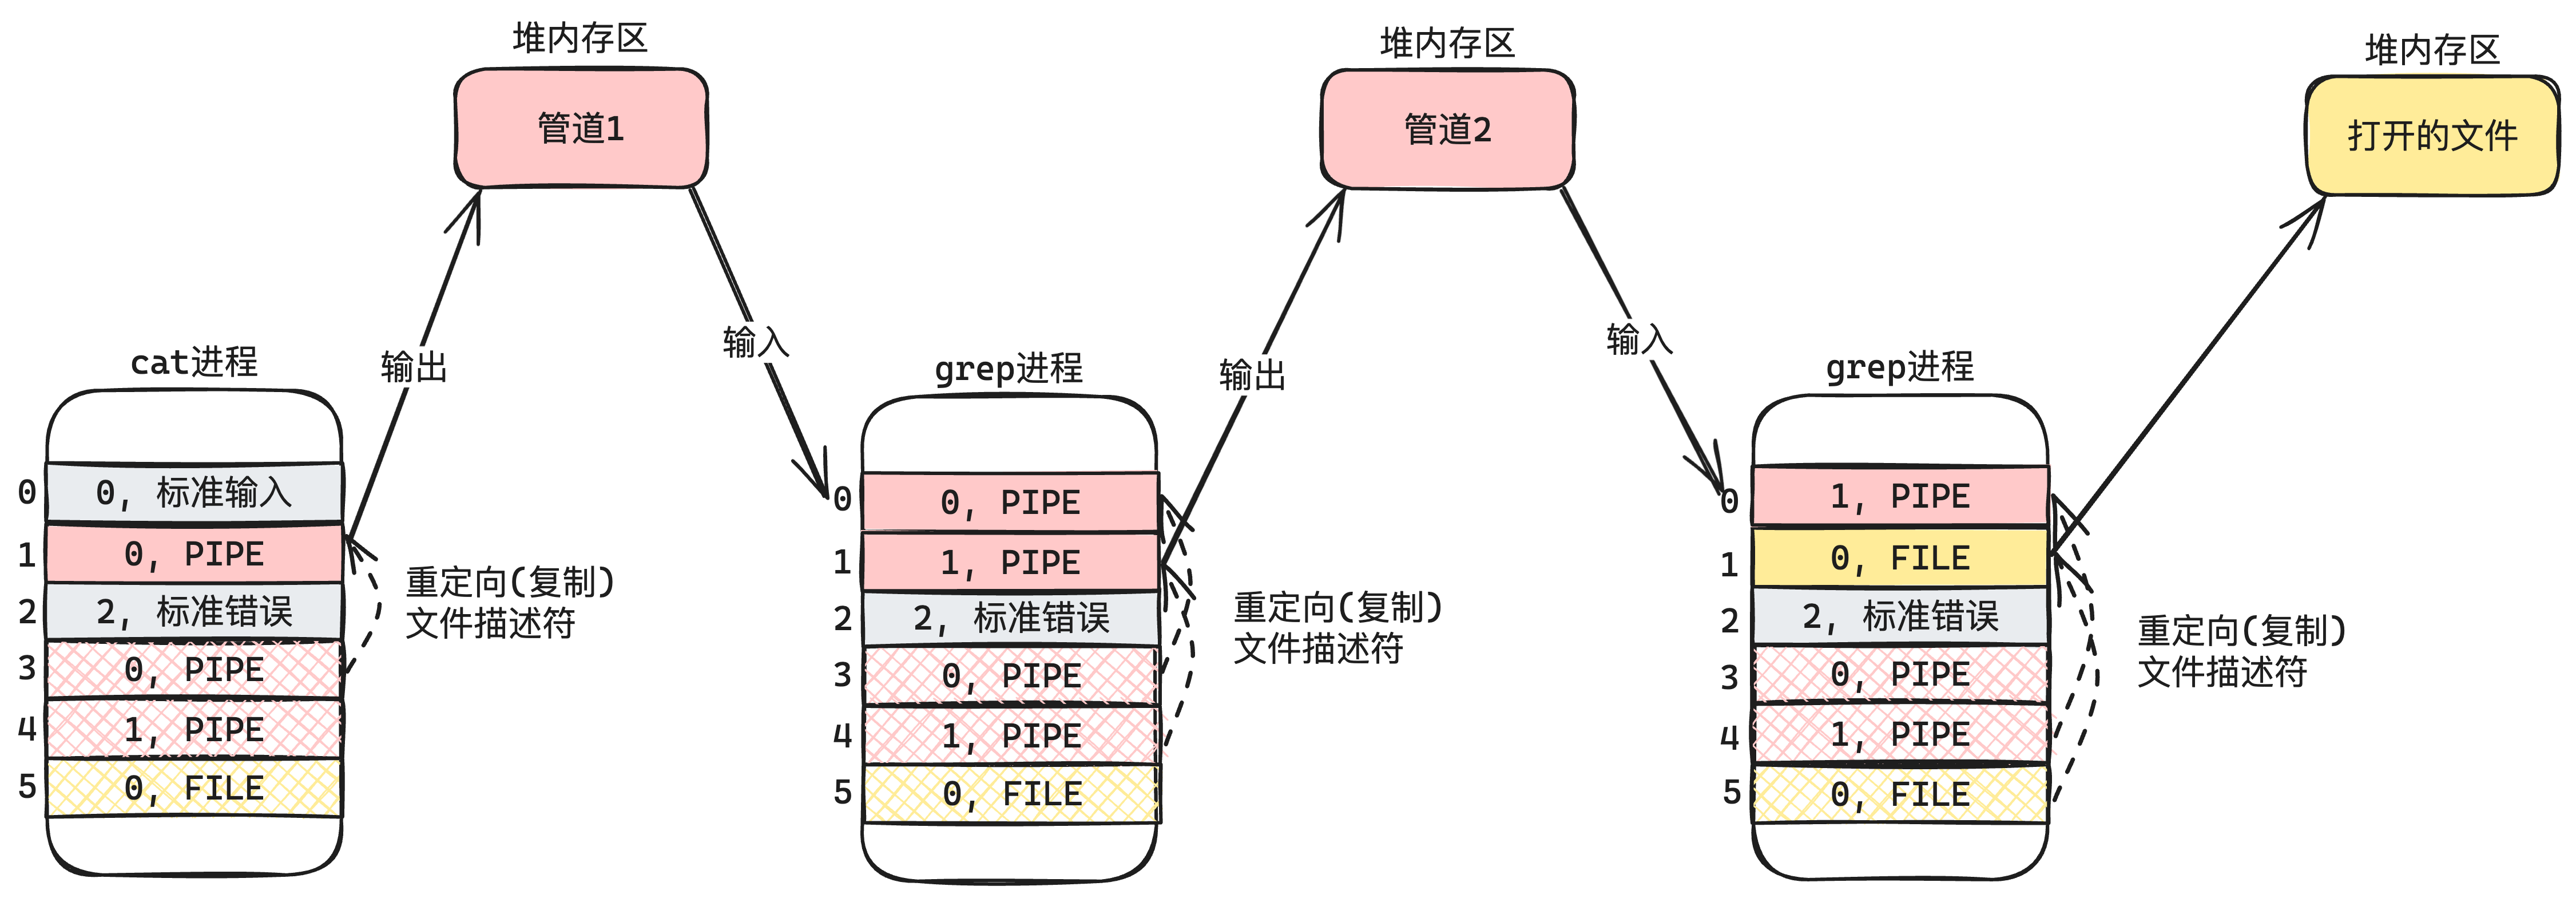 堆内存区
管道1
堆内存区
管道2
堆内存区
打开的文件
输出
输入
输出
输入
cat进程
0
0, 标准输入
1
0, PIPE
2
2, 标准错误
3
0, PIPE
4
1, PIPE
5
0, FILE
重定向(复制)
文件描述符
grep进程
0
0, PIPE
1
1, PIPE
2
2, 标准错误
3
0, PIPE
4
1, PIPE
5
0, FILE
重定向(复制)
文件描述符
grep进程
0
1, PIPE
1
0, FILE
2
2, 标准错误
3
0, PIPE
4
1, PIPE
5
0, FILE
重定向(复制)
文件描述符